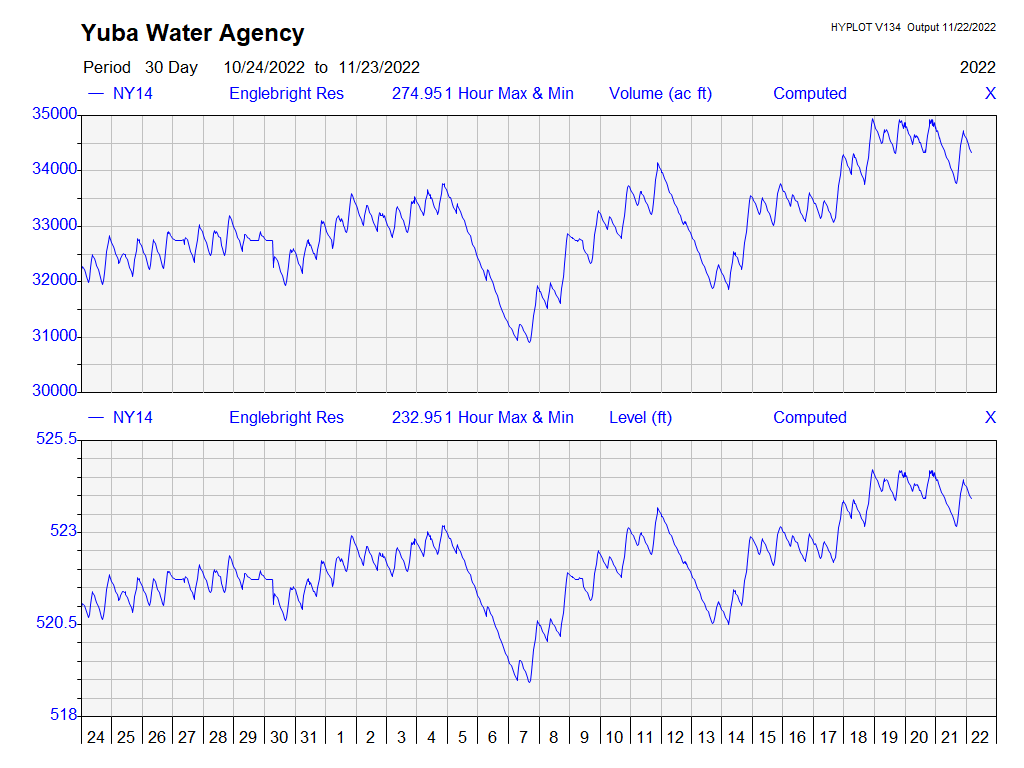 Yuba Water Agency
HYPLOT V134 Output 11/22/2022
Period 30 Day 10/24/2022 to 11/23/2022 2022
NY14 Englebright Res 274.951 Hour Max & Min Volume (ac ft) Computed X
35000
34000
33000
32000
31000
30000
NY14 Englebright Res 232.951 Hour Max & Min Level (ft) Computed X
525.5
523
520.5
518
24 25 26 27 28 29 30 31 1 2 3 4 5 6 7 8 9 10 11 12 13 14 15 16 17 18 19 20 21 22